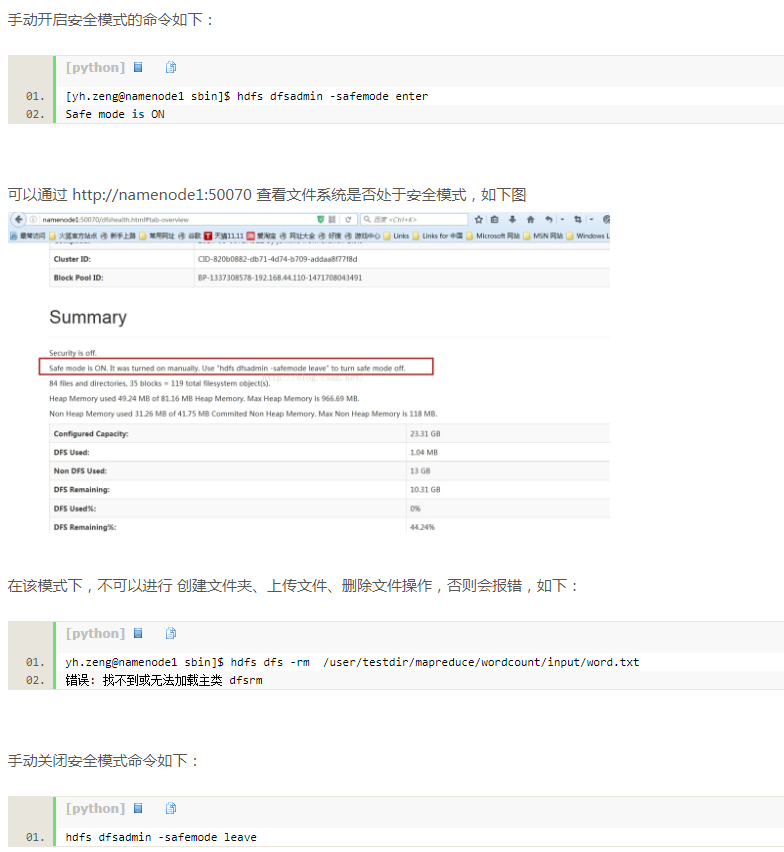 手动开启安全模式的命令如下：
[python]
01. [yh.zeng@namenode1 sbin]$ hdfs dfsadmin -safemode enter
02. Safe mode is ON
可以通过 http://namenode1:50070 查看文件系统是否处于安全模式，如下图
namenode1:50070/dfshealth.html#tab-overview
百度 <Ctrl+K>
最常访问 火狐官方站点 新手上路 常用网址 谷歌 天猫11.11 爱淘宝 网址大全 好搜 游戏中心 Links Links for 中国 Microsoft 网站 MSN 网站 Windows L
Cluster ID: CID-820b0882-db71-4d74-b709-addaa8f77f8d
Block Pool ID: BP-1337308578-192.168.44.110-1471708043491
Summary
Security is off.
Safe mode is ON. It was turned on manually. Use "hdfs dfsadmin -safemode leave" to turn safe mode off.
84 files and directories, 35 blocks = 119 total filesystem object(s).
Heap Memory used 49.24 MB of 81.16 MB Heap Memory. Max Heap Memory is 966.69 MB.
Non Heap Memory used 31.26 MB of 41.75 MB Commited Non Heap Memory. Max Non Heap Memory is 118 MB.
Configured Capacity: 23.31 GB
DFS Used: 1.04 MB
Non DFS Used: 13 GB
DFS Remaining: 10.31 GB
DFS Used%: 0%
DFS Remaining%: 44.24%
在该模式下，不可以进行 创建文件夹、上传文件、删除文件操作，否则会报错，如下：
[python]
01. yh.zeng@namenode1 sbin]$ hdfs dfs -rm  /user/testdir/mapreduce/wordcount/input/word.txt
02. 错误: 找不到或无法加载主类 dfsrm
手动关闭安全模式命令如下：
[python]
01. hdfs dfsadmin -safemode leave